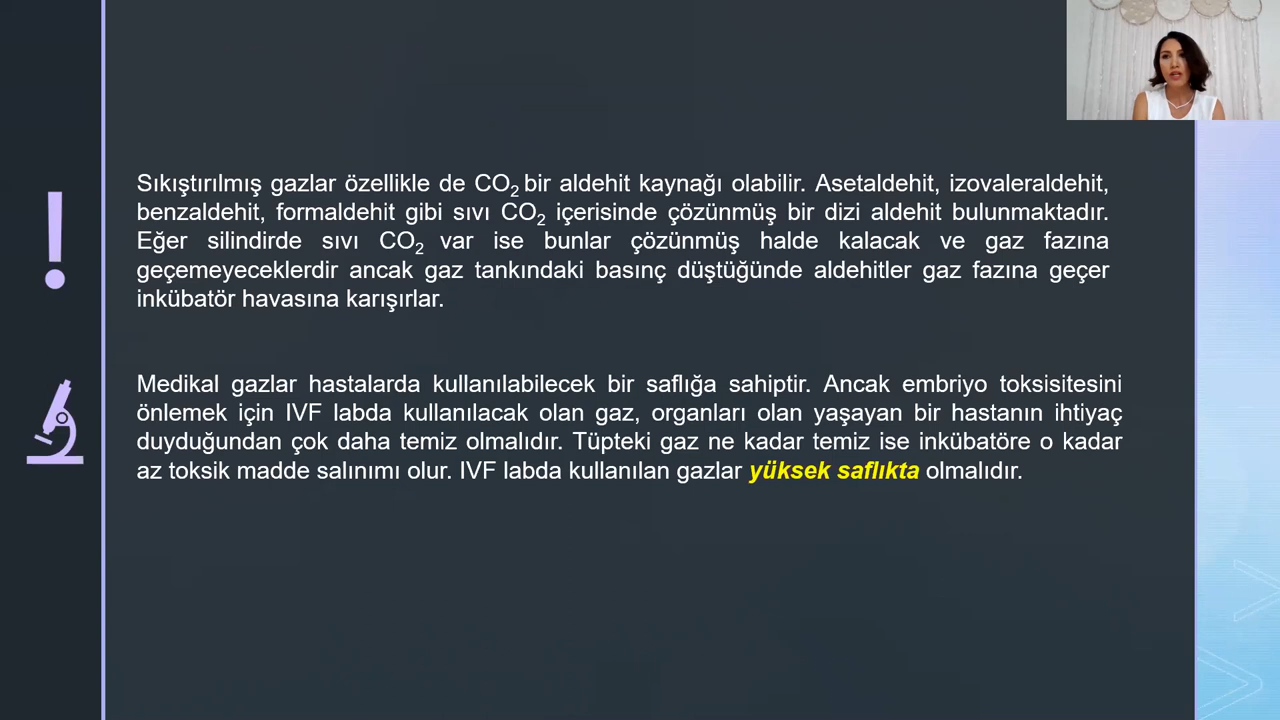 Sıkıştırılmış gazlar özellikle de CO₂ bir aldehit kaynağı olabilir. Asetaldehit, izovaleraldehit,
benzaldehit, formaldehit gibi sıvı CO₂ içerisinde çözünmüş bir dizi aldehit bulunmaktadır.
Eğer silindirde sıvı CO₂ var ise bunlar çözünmüş halde kalacak ve gaz fazına
geçemeyeceklerdir ancak gaz tankındaki basınç düştüğünde aldehitler gaz fazına geçer
inkübatör havasına karışırlar.
Medikal gazlar hastalarda kullanılabilecek bir saflığa sahiptir. Ancak embriyo toksisitesini
önlemek için IVF labda kullanılacak olan gaz, organları olan yaşayan bir hastanın ihtiyaç
duyduğundan çok daha temiz olmalıdır. Tüpteki gaz ne kadar temiz ise inkübatöre o kadar
az toksik madde salınımı olur. IVF labda kullanılan gazlar yüksek saflıkta olmalıdır.